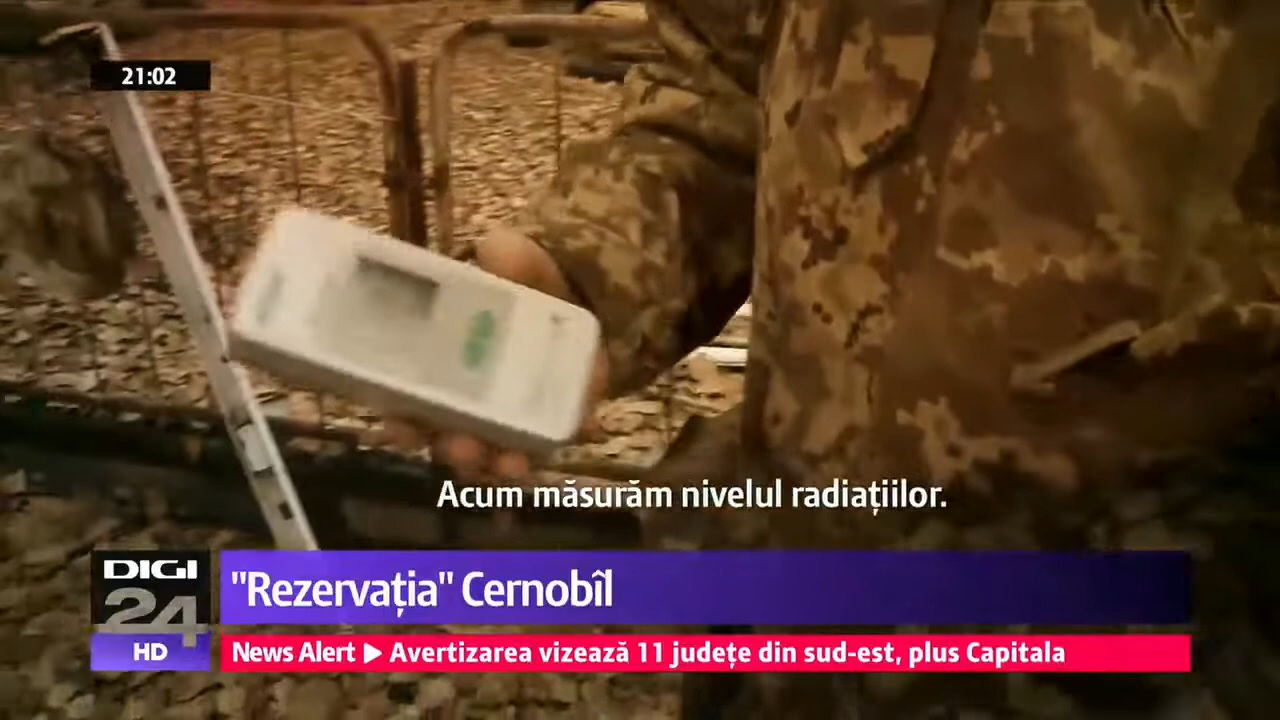 21:02
Acum măsurăm nivelul radiațiilor.
DIGI
24
HD
"Rezervația" Cernobîl
News Alert ▶ Avertizarea vizează 11 județe din sud-est, plus Capitala